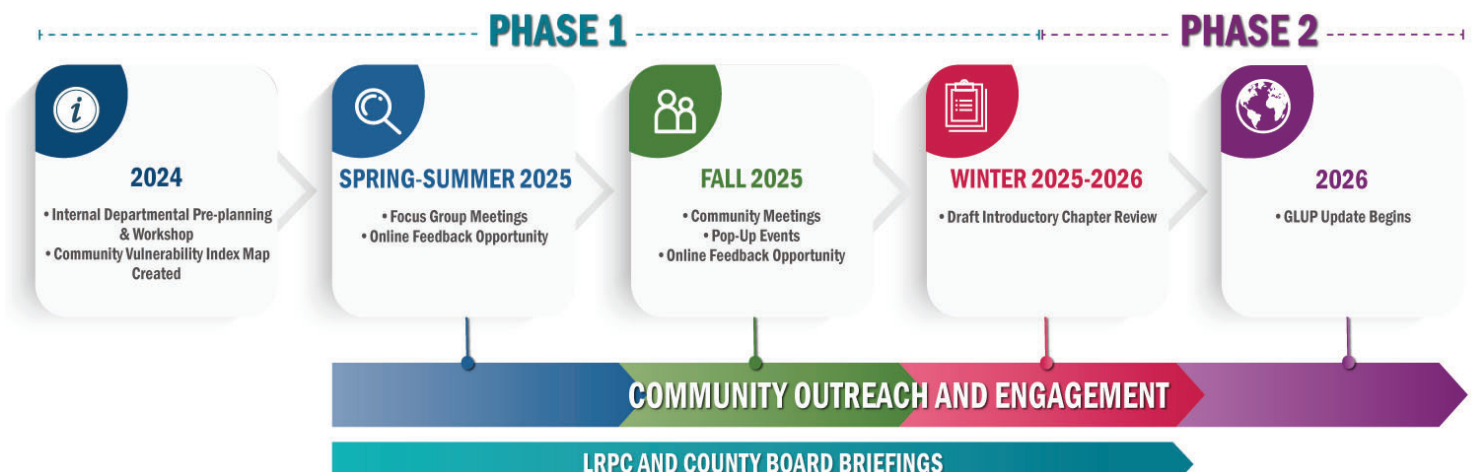 PHASE 1
PHASE 2
2024
• Internal Departmental Pre-planning
& Workshop
• Community Vulnerability Index Map
Created
SPRING-SUMMER 2025
• Focus Group Meetings
• Online Feedback Opportunity
FALL 2025
• Community Meetings
• Pop-Up Events
• Online Feedback Opportunity
WINTER 2025-2026
• Draft Introductory Chapter Review
2026
• GLUP Update Begins
COMMUNITY OUTREACH AND ENGAGEMENT
LRPC AND COUNTY BOARD BRIEFINGS